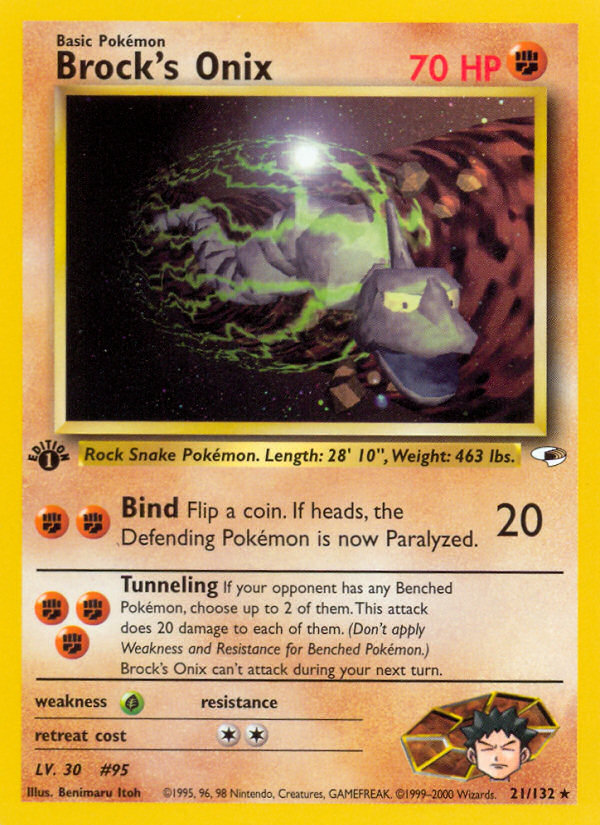 Basic Pokémon
Brock's Onix
70 HP
EDITION
1
Rock Snake Pokémon. Length: 28' 10", Weight: 463 lbs.
Bind Flip a coin. If heads, the
Defending Pokémon is now Paralyzed.
20
Tunneling If your opponent has any Benched
Pokémon, choose up to 2 of them. This attack
does 20 damage to each of them. (Don't apply
Weakness and Resistance for Benched Pokémon.)
Brock's Onix can't attack during your next turn.
weakness
resistance
retreat cost
LV. 30 #95
Illus. Benimaru Itoh ©1995, 96, 98 Nintendo, Creatures, GAMEFREAK. ©1999–2000 Wizards. 21/132 ★